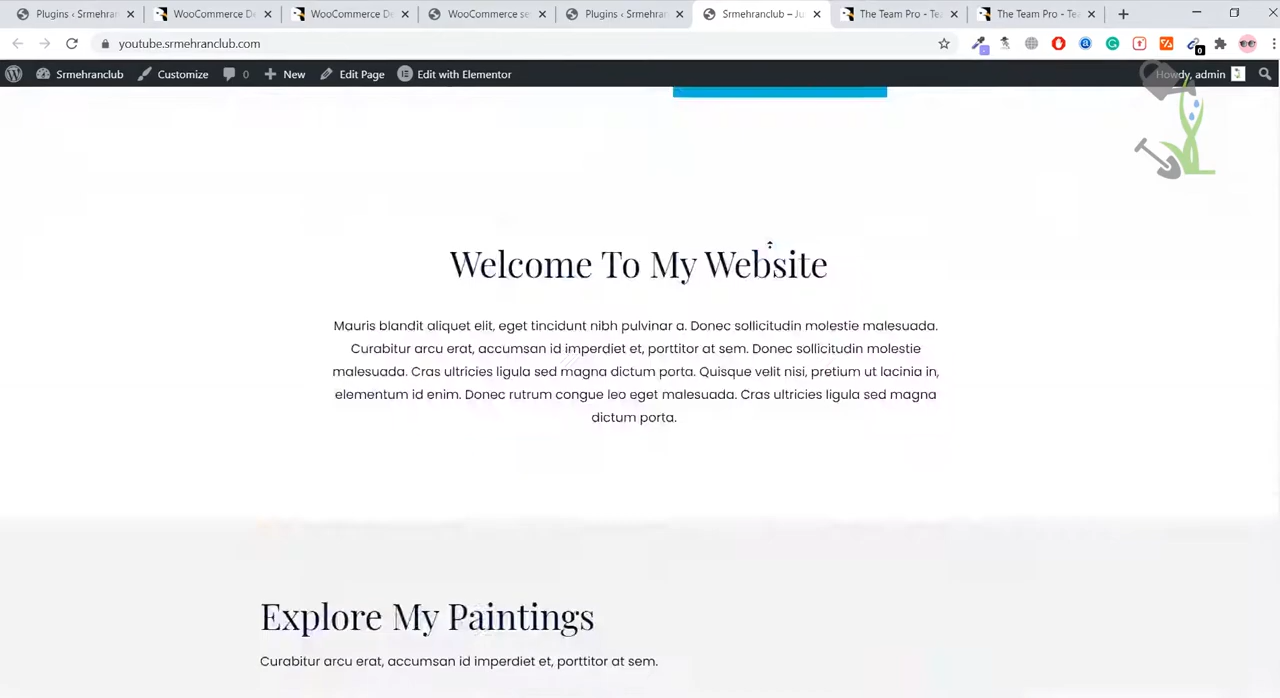 Plugins ‹ Srmehran
WooCommerce De
WooCommerce De
WooCommerce se
Plugins ‹ Srmehran
Srmehranclub – Ju
The Team Pro - Tea
The Team Pro - Tea
youtube.srmehranclub.com
0
Srmehranclub
Customize
0
New
Edit Page
Edit with Elementor
Howdy, admin
Welcome To My Website
Mauris blandit aliquet elit, eget tincidunt nibh pulvinar a. Donec sollicitudin molestie malesuada.
Curabitur arcu erat, accumsan id imperdiet et, porttitor at sem. Donec sollicitudin molestie
malesuada. Cras ultricies ligula sed magna dictum porta. Quisque velit nisi, pretium ut lacinia in,
elementum id enim. Donec rutrum congue leo eget malesuada. Cras ultricies ligula sed magna
dictum porta.
Explore My Paintings
Curabitur arcu erat, accumsan id imperdiet et, porttitor at sem.